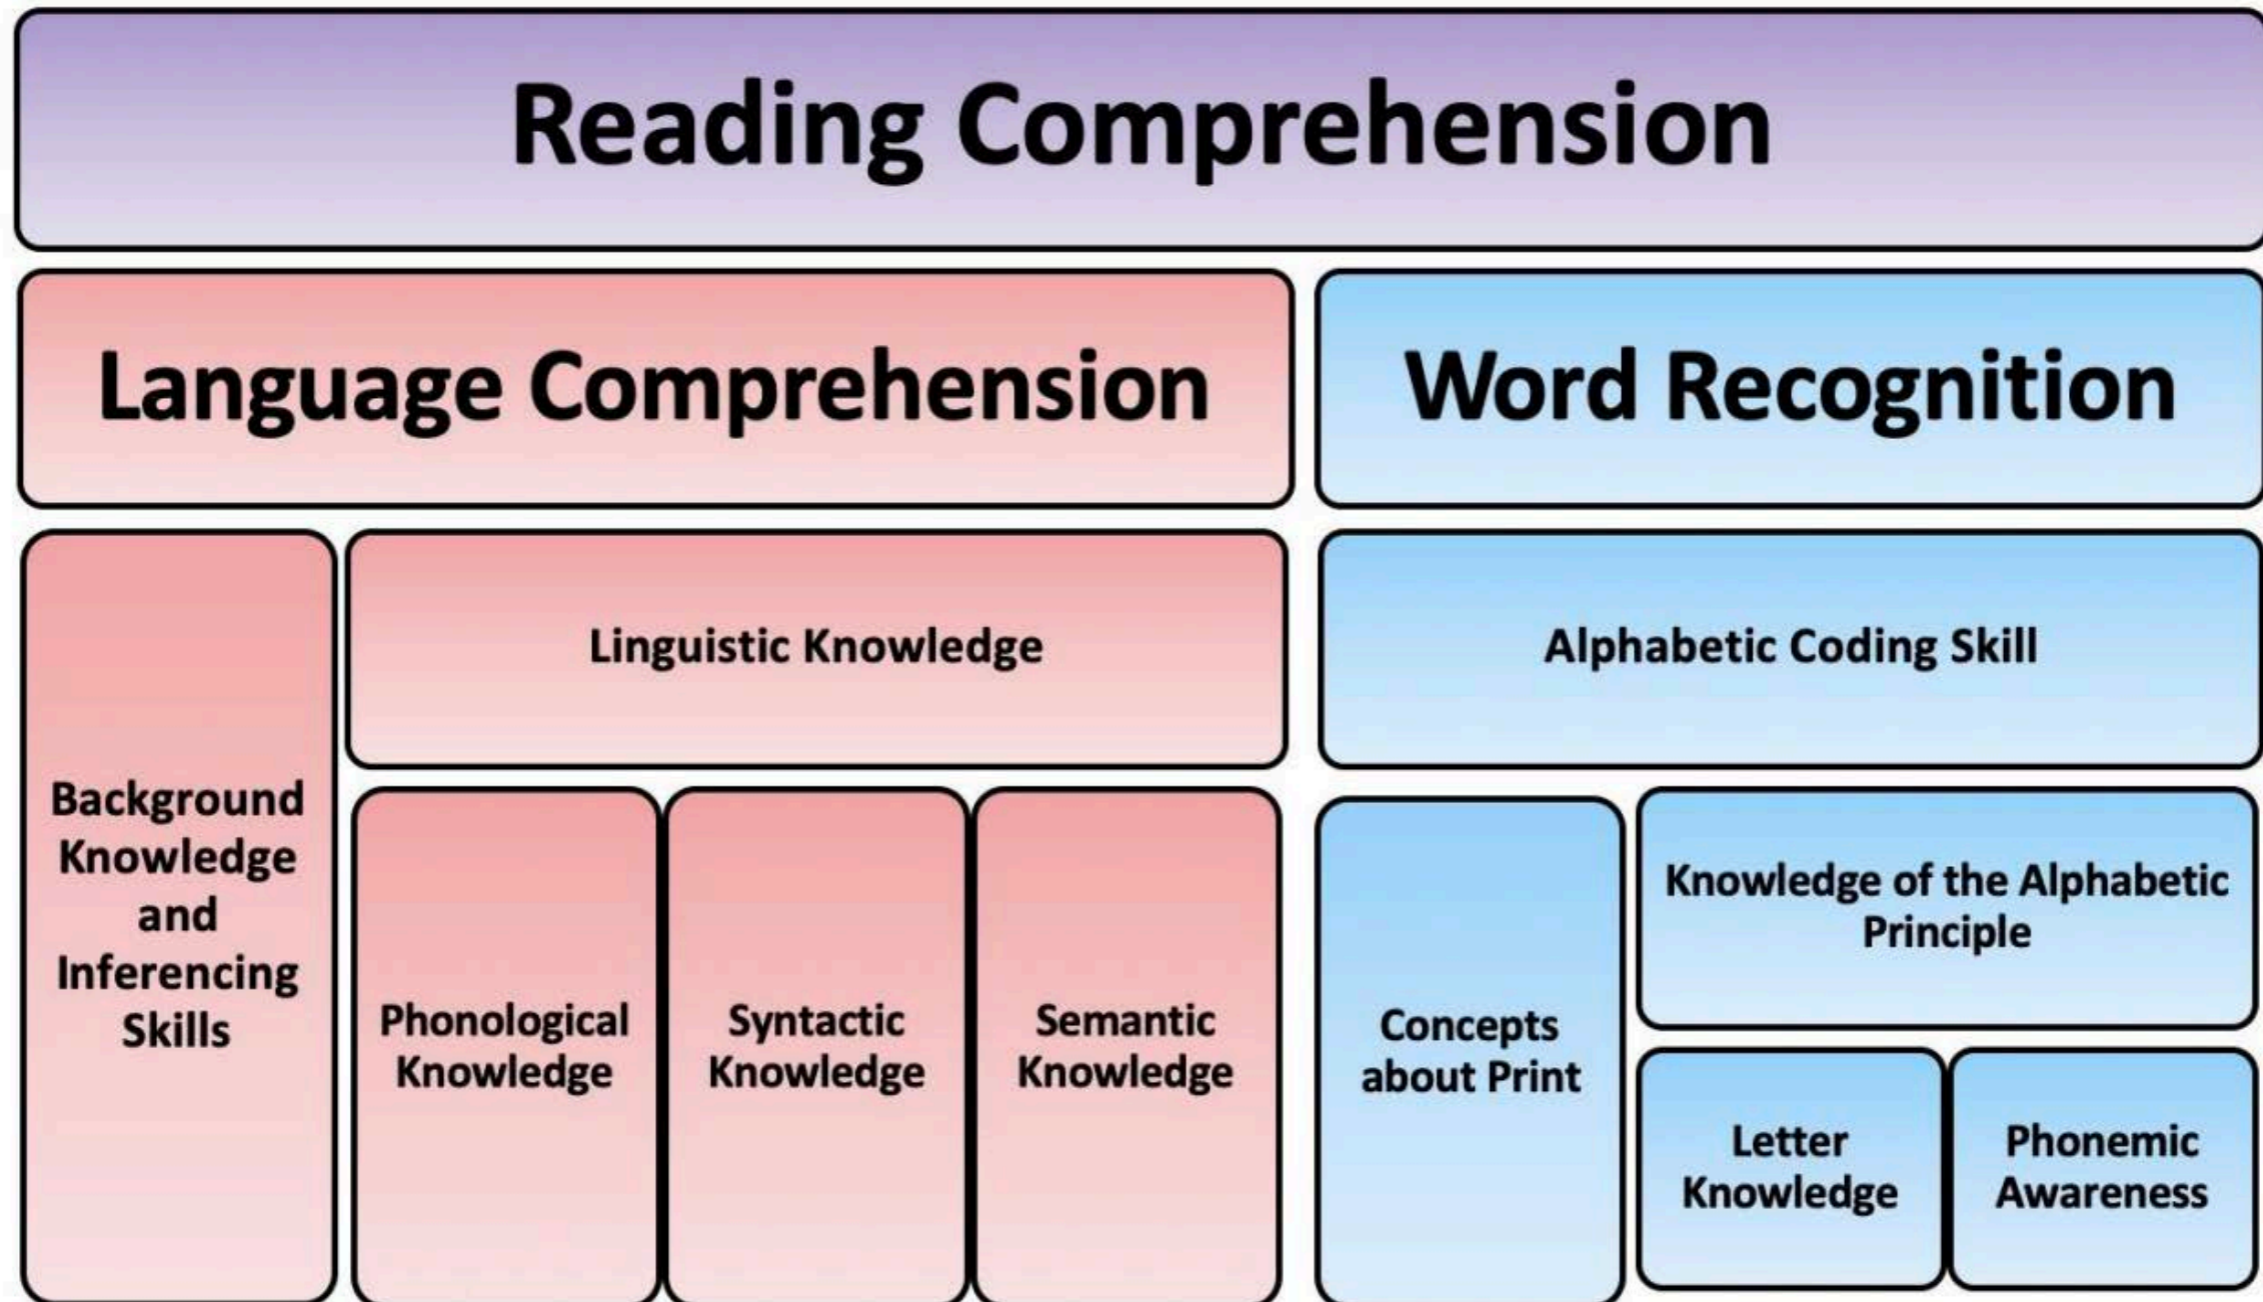 Reading Comprehension
Language Comprehension
Word Recognition
Background
Knowledge
and
Inferencing
Skills
Linguistic Knowledge
Phonological
Knowledge
Syntactic
Knowledge
Semantic
Knowledge
Alphabetic Coding Skill
Concepts
about Print
Knowledge of the Alphabetic
Principle
Letter
Knowledge
Phonemic
Awareness